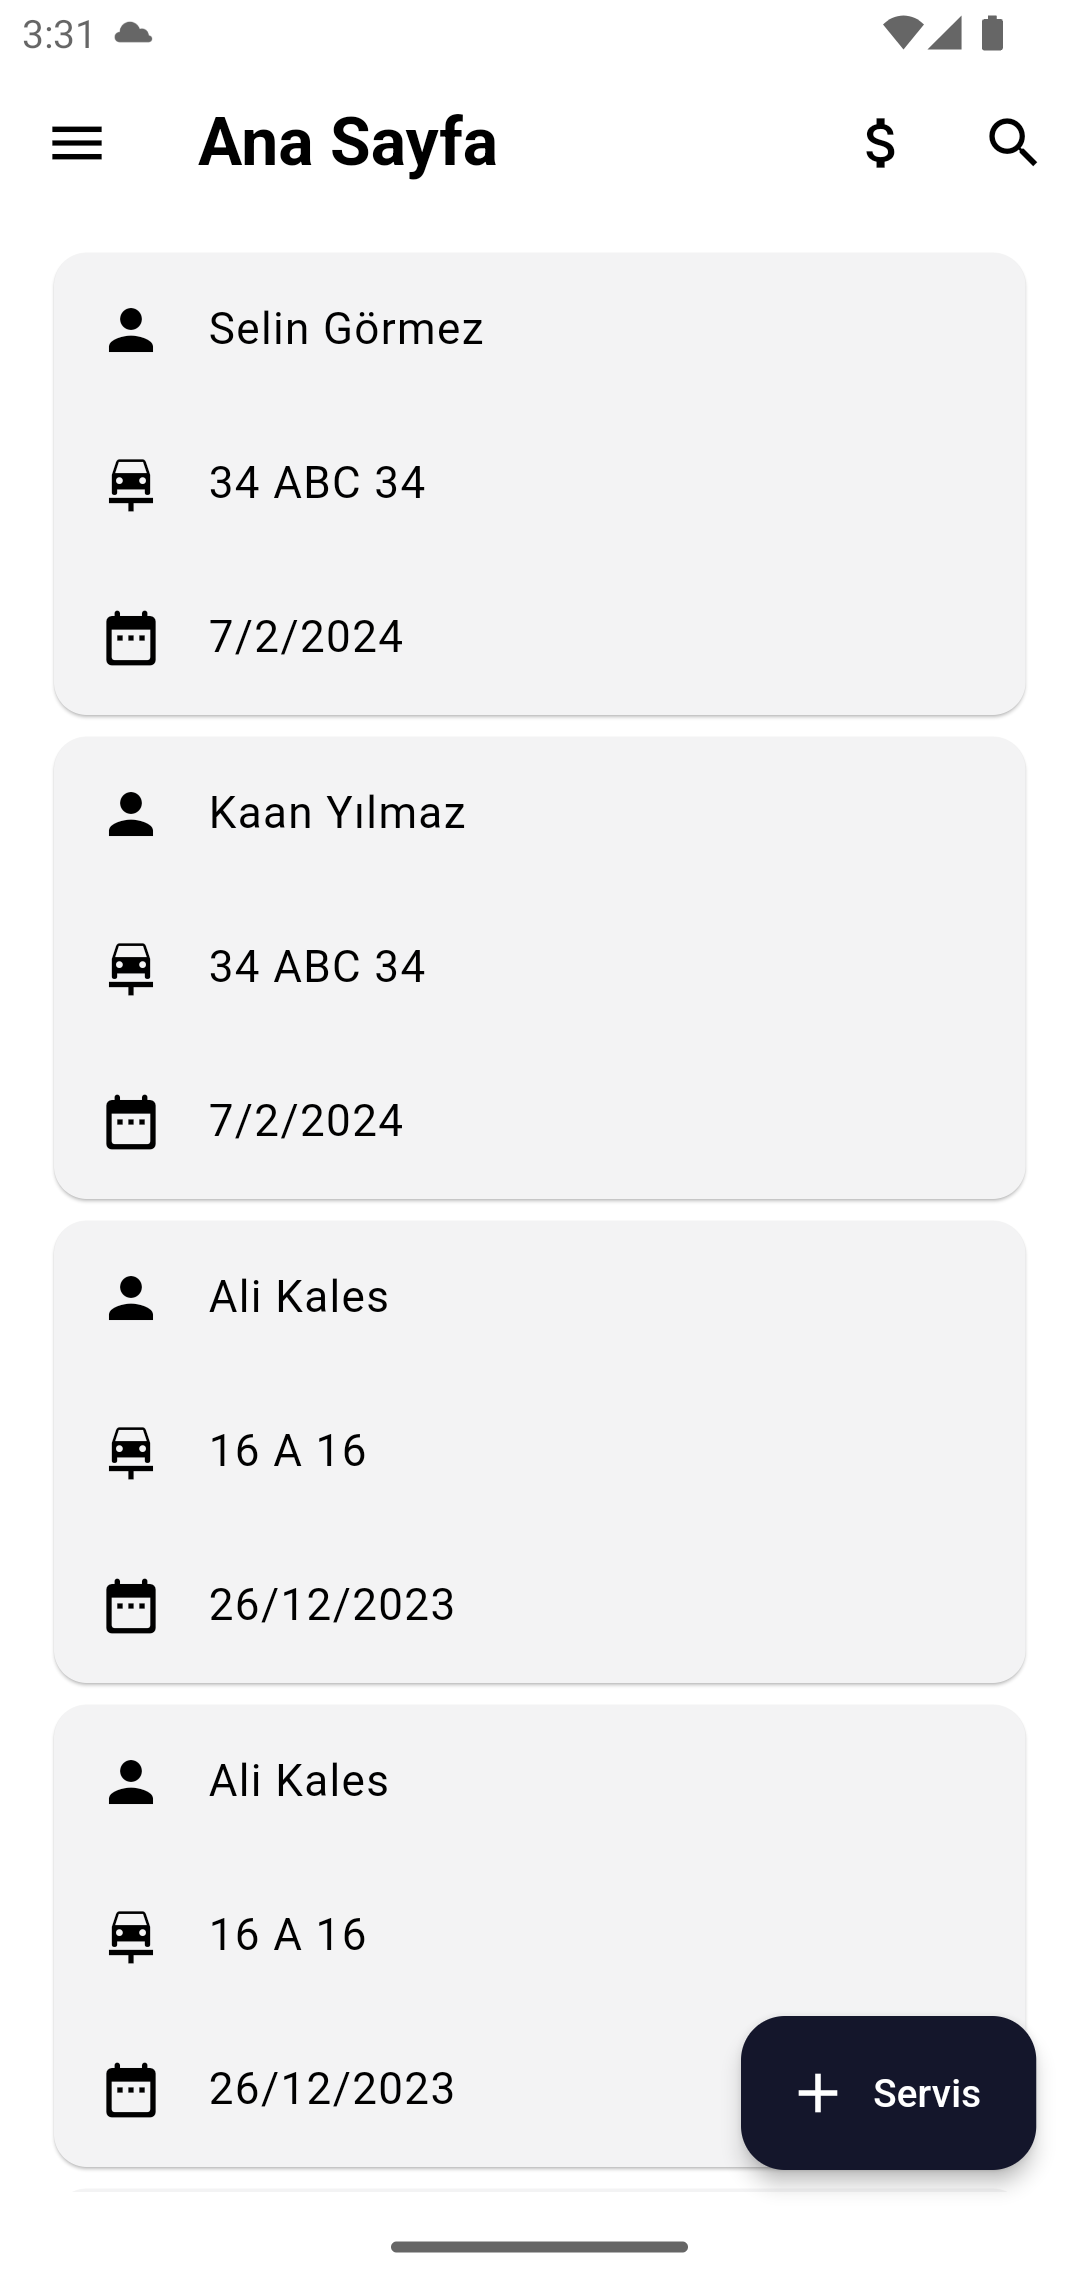 3:31
Ana Sayfa
Selin Görmez
34 ABC 34
7/2/2024
Kaan Yılmaz
34 ABC 34
7/2/2024
Ali Kales
16 A 16
26/12/2023
Ali Kales
16 A 16
26/12/2023
Servis